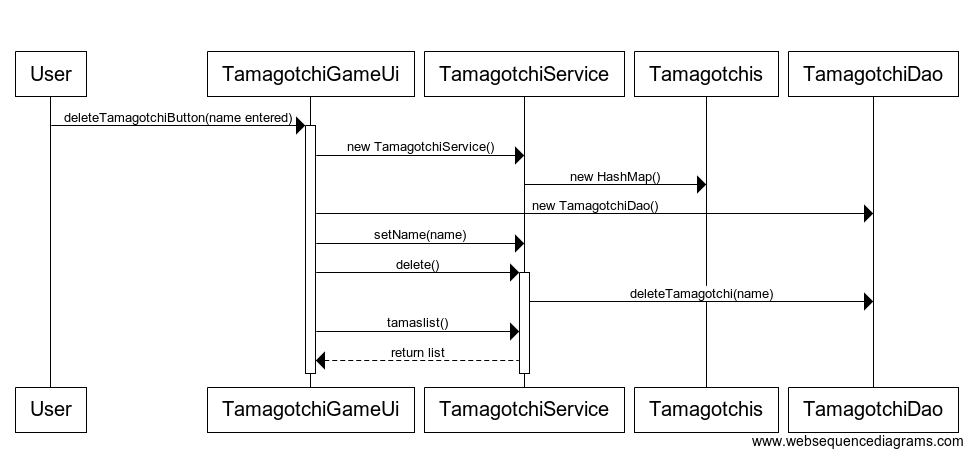 User TamagotchiGameUi TamagotchiService Tamagotchis TamagotchiDao
deleteTamagotchiButton(name entered)
new TamagotchiService()
new HashMap()
new TamagotchiDao()
setName(name)
delete()
deleteTamagotchi(name)
tamaslist()
return list
User TamagotchiGameUi TamagotchiService Tamagotchis TamagotchiDao
www.websequencediagrams.com